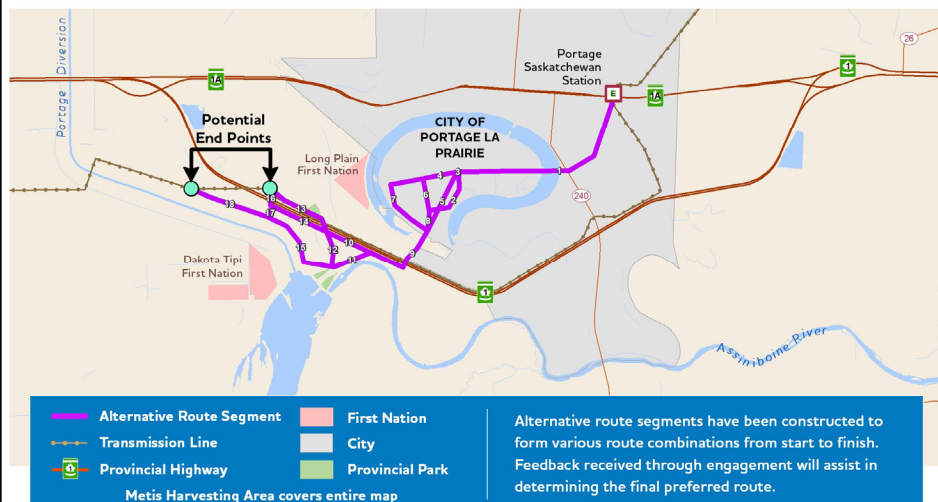 Portage Diversion
1A
Portage
Saskatchewan
Station
E
1A
1
26
Potential
End Points
CITY OF
PORTAGE LA
PRAIRIE
Long Plain
First Nation
4
3
1
6
7
5
2
8
240
16
13
18
17
14
10
15
12
11
9
Dakota Tipi
First Nation
1
Assiniboine River
Alternative Route Segment
Transmission Line
1
Provincial Highway
First Nation
City
Provincial Park
Metis Harvesting Area covers entire map
Alternative route segments have been constructed to
form various route combinations from start to finish.
Feedback received through engagement will assist in
determining the final preferred route.